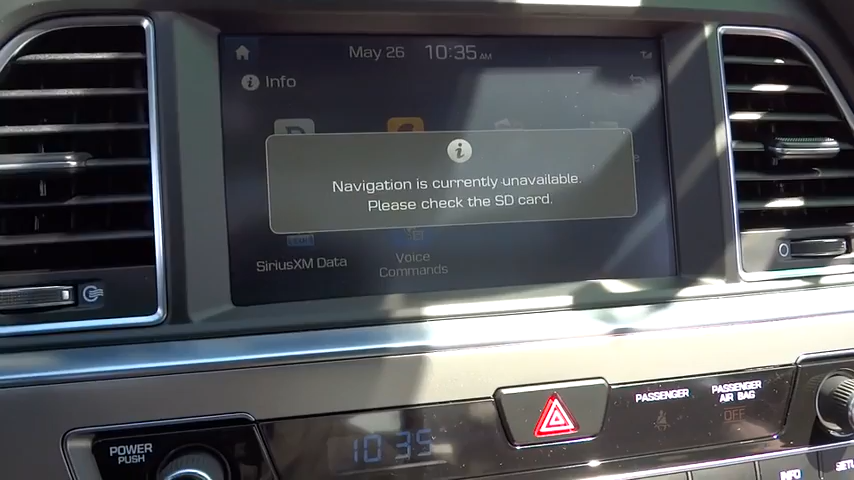 May 26 10:35 AM
Info
Navigation is currently unavailable.
Please check the SD card.
SiriusXM Data
Voice
Commands
PASSENGER
PASSENGER
AIR BAG
OFF
POWER
PUSH
10:35
INFO